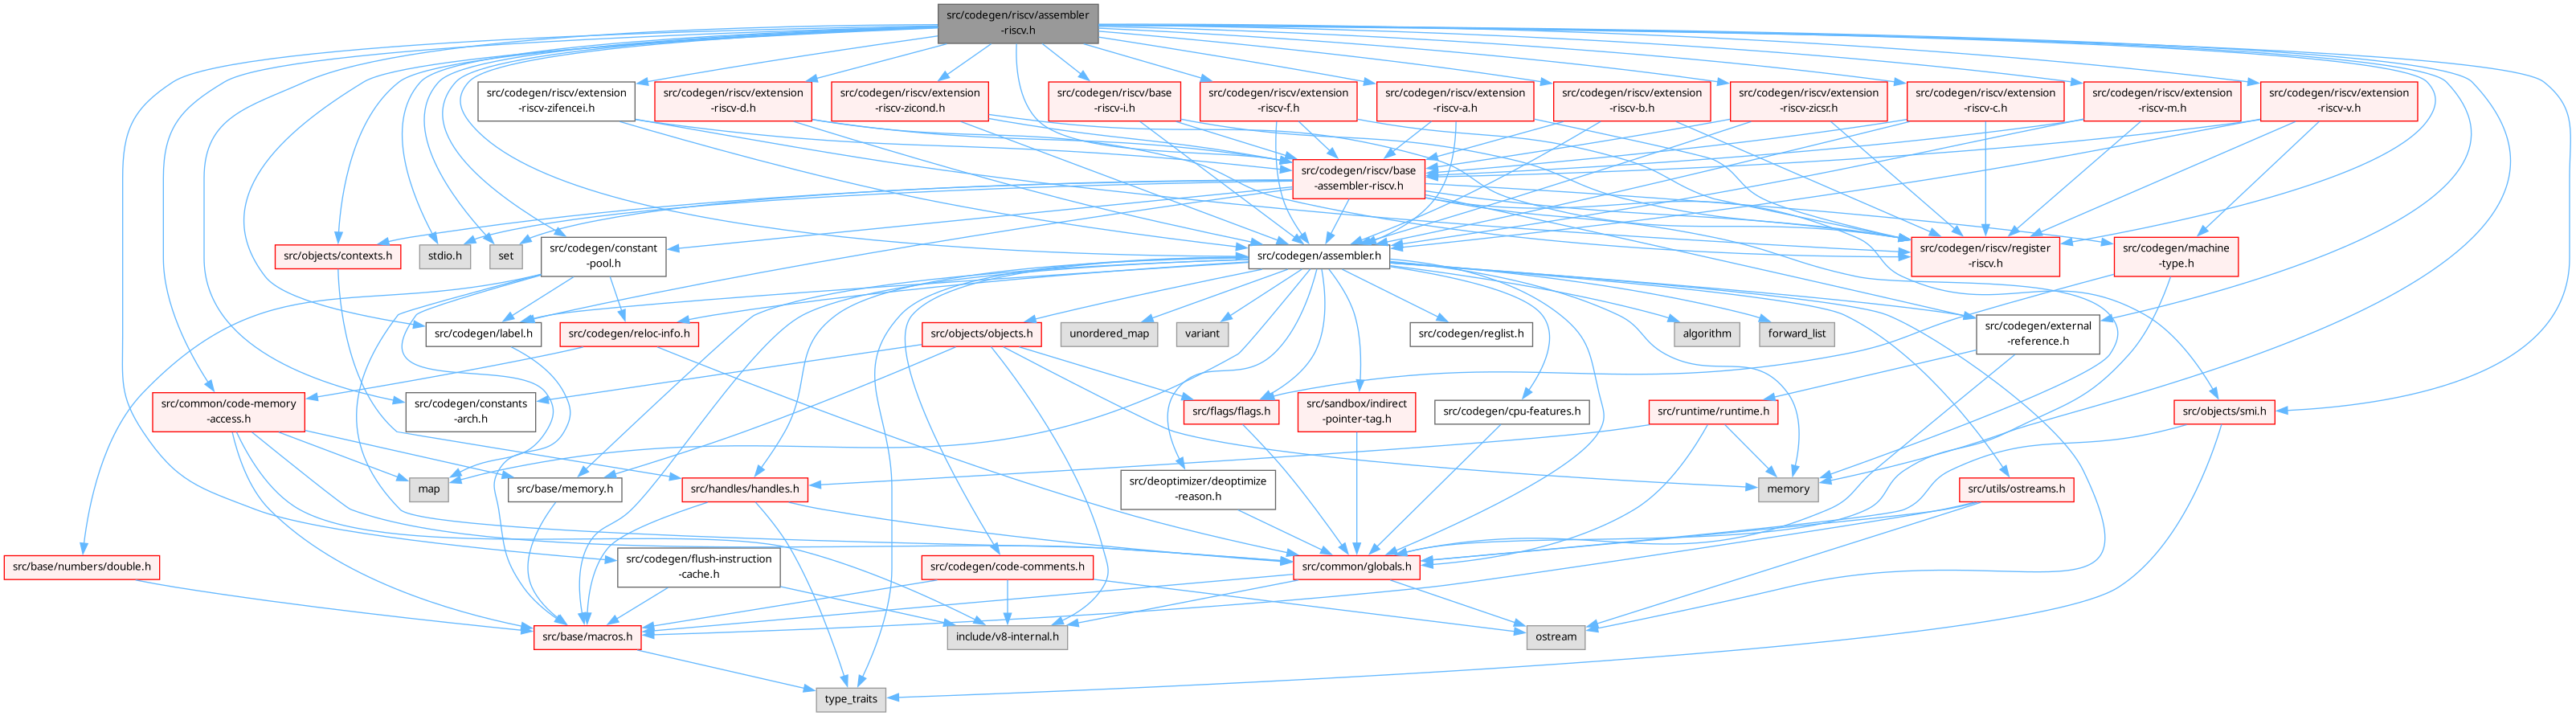 src/codegen/riscv/assembler
-riscv.h
src/codegen/riscv/extension
-riscv-zifencei.h
src/codegen/riscv/extension
-riscv-d.h
src/codegen/riscv/extension
-riscv-zicond.h
src/codegen/riscv/base
-riscv-i.h
src/codegen/riscv/extension
-riscv-f.h
src/codegen/riscv/extension
-riscv-a.h
src/codegen/riscv/extension
-riscv-b.h
src/codegen/riscv/extension
-riscv-zicsr.h
src/codegen/riscv/extension
-riscv-c.h
src/codegen/riscv/extension
-riscv-m.h
src/codegen/riscv/extension
-riscv-v.h
src/codegen/riscv/base
-assembler-riscv.h
src/objects/contexts.h
stdio.h
set
src/codegen/constant
-pool.h
src/codegen/assembler.h
src/codegen/riscv/register
-riscv.h
src/codegen/machine
-type.h
src/codegen/label.h
src/codegen/reloc-info.h
src/objects/objects.h
unordered_map
variant
src/codegen/reglist.h
algorithm
forward_list
src/codegen/external
-reference.h
src/common/code-memory
-access.h
src/codegen/constants
-arch.h
src/flags/flags.h
src/sandbox/indirect
-pointer-tag.h
src/codegen/cpu-features.h
src/runtime/runtime.h
src/objects/smi.h
map
src/base/memory.h
src/handles/handles.h
src/deoptimizer/deoptimize
-reason.h
memory
src/utils/ostreams.h
src/base/numbers/double.h
src/codegen/flush-instruction
-cache.h
src/codegen/code-comments.h
src/common/globals.h
src/base/macros.h
include/v8-internal.h
ostream
type_traits